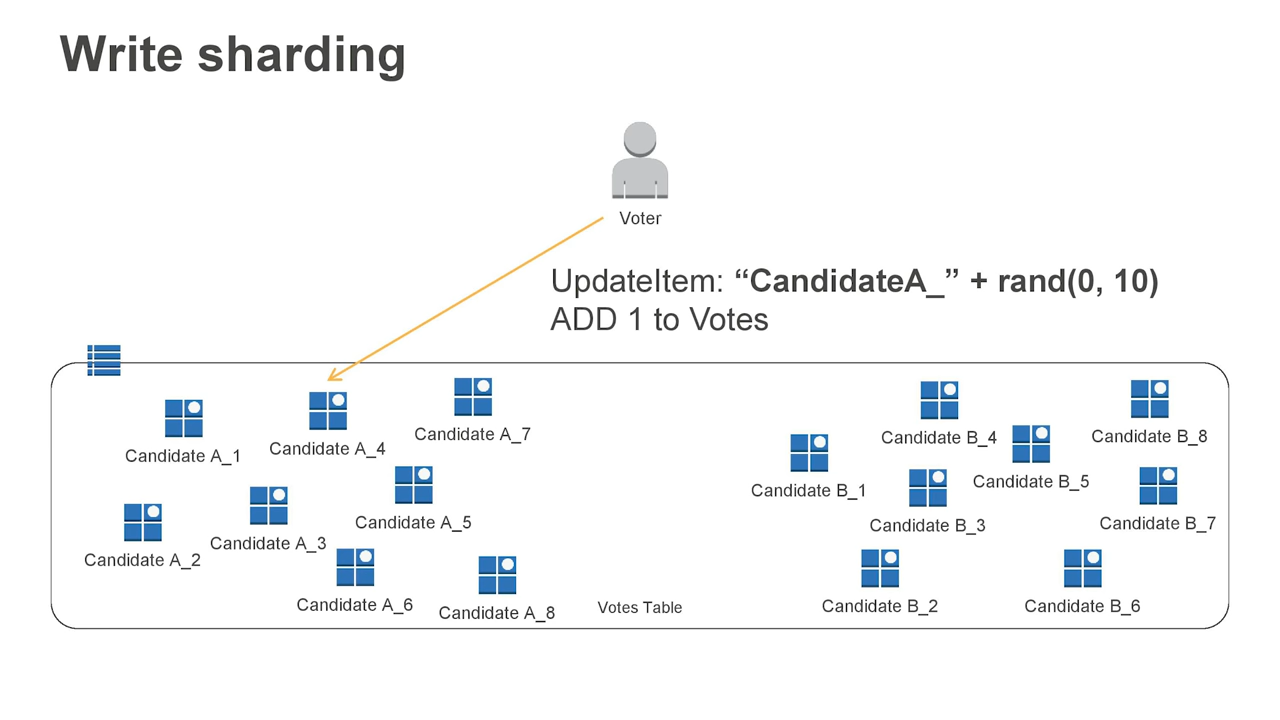 Write sharding
Voter
UpdateItem: “CandidateA_” + rand(0, 10)
ADD 1 to Votes
Candidate A_1
Candidate A_4
Candidate A_7
Candidate A_2
Candidate A_3
Candidate A_5
Candidate A_6
Candidate A_8
Votes Table
Candidate B_1
Candidate B_4
Candidate B_5
Candidate B_8
Candidate B_3
Candidate B_7
Candidate B_2
Candidate B_6